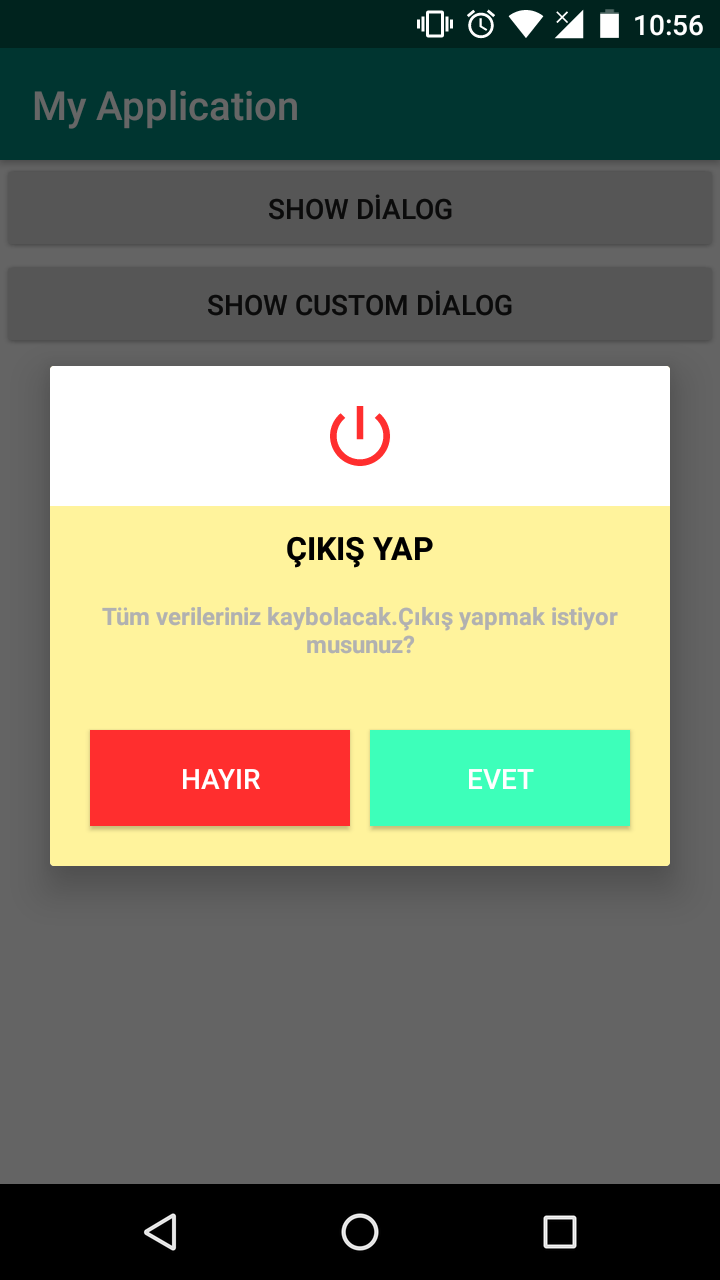 10:56
My Application
SHOW DİALOG
SHOW CUSTOM DİALOG
ÇIKIŞ YAP
Tüm verileriniz kaybolacak.Çıkış yapmak istiyor
musunuz?
HAYIR
EVET